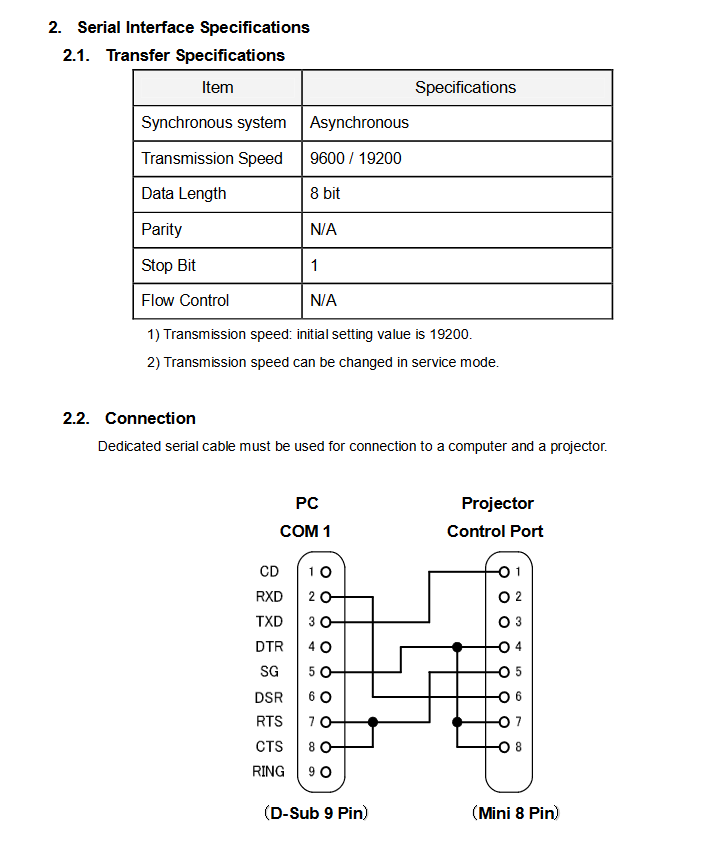 2. Serial Interface Specifications
2.1. Transfer Specifications
Item Specifications
Synchronous system Asynchronous
Transmission Speed 9600 / 19200
Data Length 8 bit
Parity N/A
Stop Bit 1
Flow Control N/A
1) Transmission speed: initial setting value is 19200.
2) Transmission speed can be changed in service mode.
2.2. Connection
Dedicated serial cable must be used for connection to a computer and a projector.
PC Projector
COM 1 Control Port
CD 1 1
RXD 2 2
TXD 3 3
DTR 4 4
SG 5 5
DSR 6 6
RTS 7 7
CTS 8 8
RING 9
(D-Sub 9 Pin) (Mini 8 Pin)